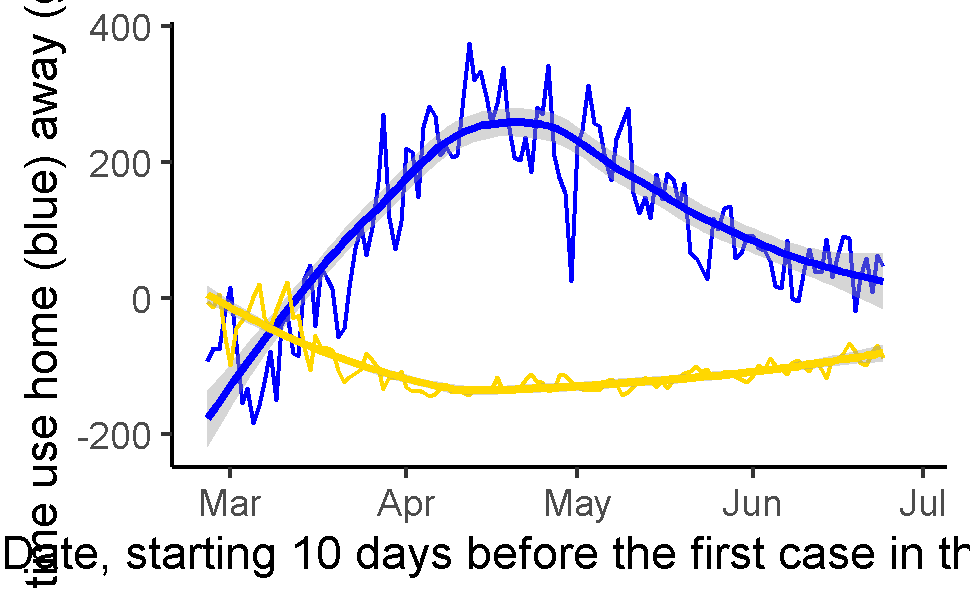 time use home (blue) away (
400
200
0
-200
Mar Apr May Jun Jul
Date, starting 10 days before the first case in th